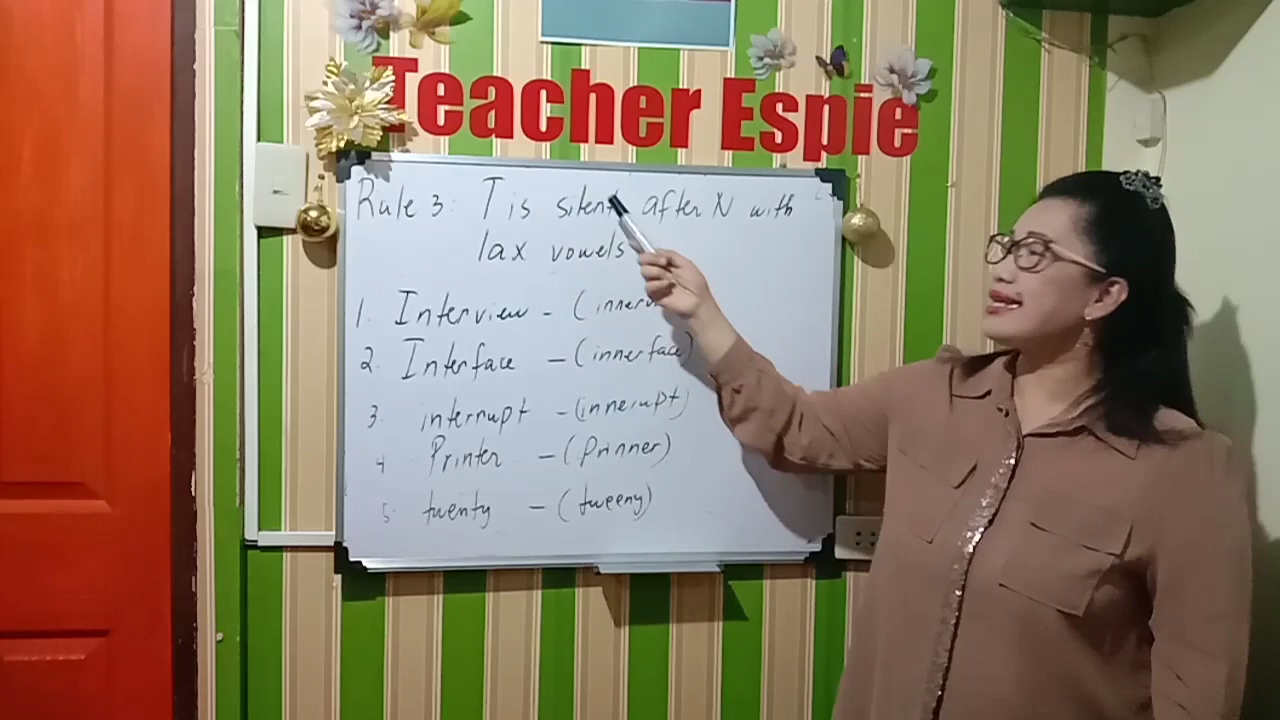 Teacher Espie
Rule 3: T is silent after N with
lax vowels
1. Interview - (innerv
2. Interface - (innerface)
3. interrupt - (innerupt)
4 Printer - (Prinner)
5. twenty - (tweeny)